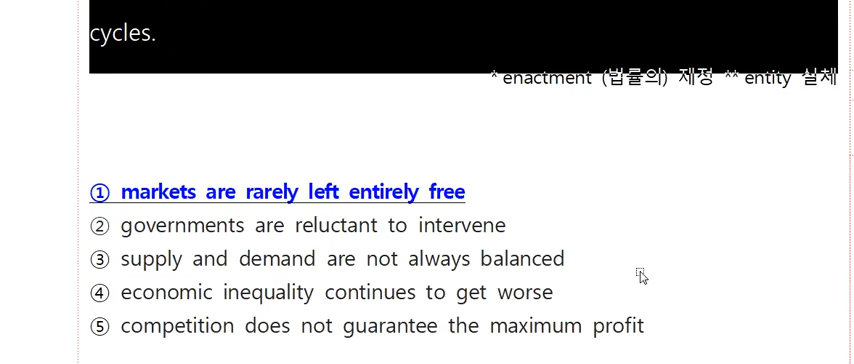 cycles.
* enactment (법률의) 제정 ** entity 실체
① markets are rarely left entirely free
② governments are reluctant to intervene
③ supply and demand are not always balanced
④ economic inequality continues to get worse
⑤ competition does not guarantee the maximum profit